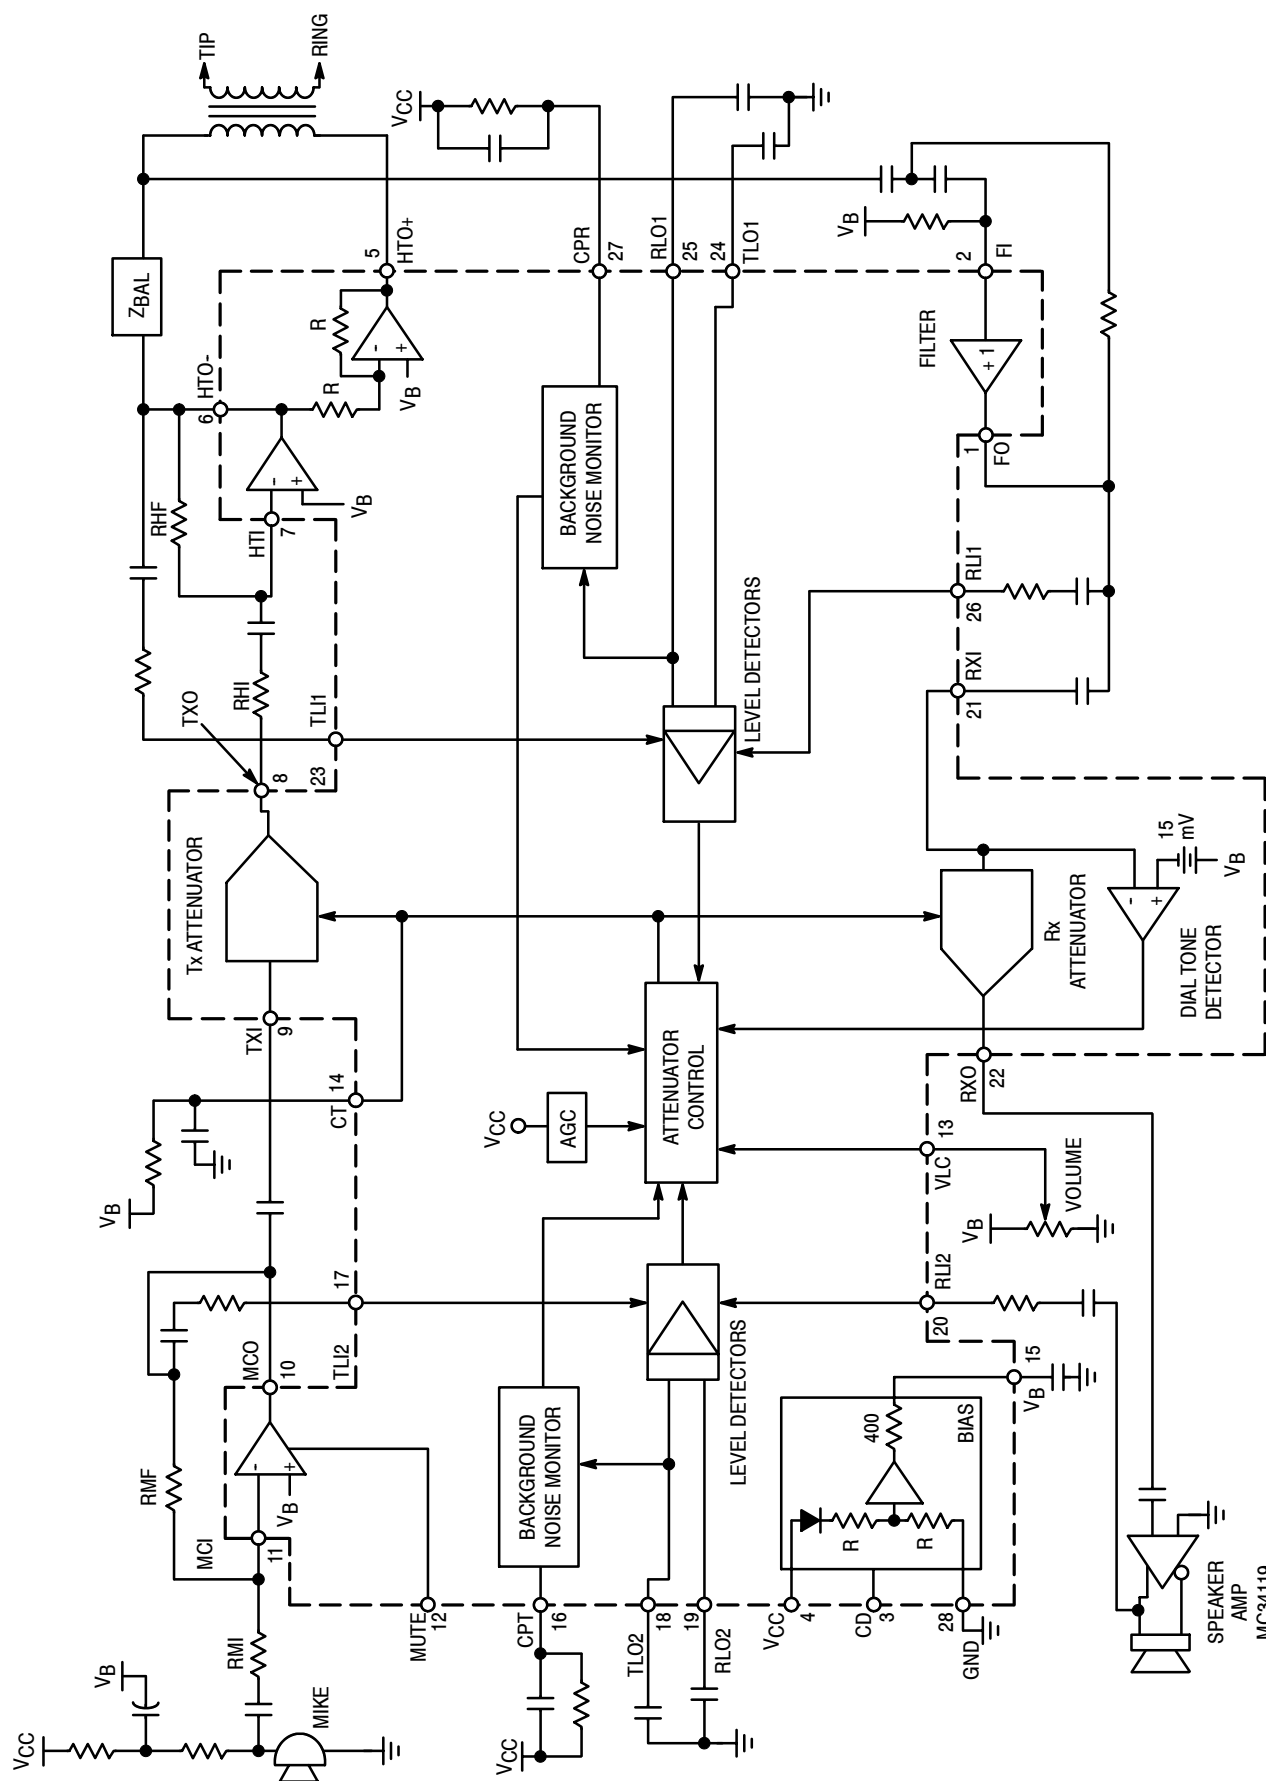 VCC
VB
MIKE
RMI
RMF
MCI
11
VB
-
+
MCO
10
TLI2
17
VB
CT
14
TXI
9
Tx ATTENUATOR
TXO
8
RHI
TLI1
23
RHF
HTI
7
-
+
VB
HTO-
6
R
R
-
+
VB
ZBAL
5
HTO+
TIP
RING
VCC
CPR
27
RLO1
25
24
TLO1
MUTE
12
CPT
16
VCC
BACKGROUND
NOISE MONITOR
TLO2
18
19
RLO2
LEVEL DETECTORS
VCC
AGC
ATTENUATOR
CONTROL
LEVEL DETECTORS
BACKGROUND
NOISE MONITOR
VCC
4
CD
3
28
GND
R
R
400
BIAS
15
VB
RLI2
20
VB
VOLUME
13
VLC
RXO
22
Rx
ATTENUATOR
DIAL TONE
DETECTOR
-
+
15
mV
VB
RXI
21
RLI1
26
1
FO
FILTER
+ 1
2
FI
VB
SPEAKER
AMP
MC34119